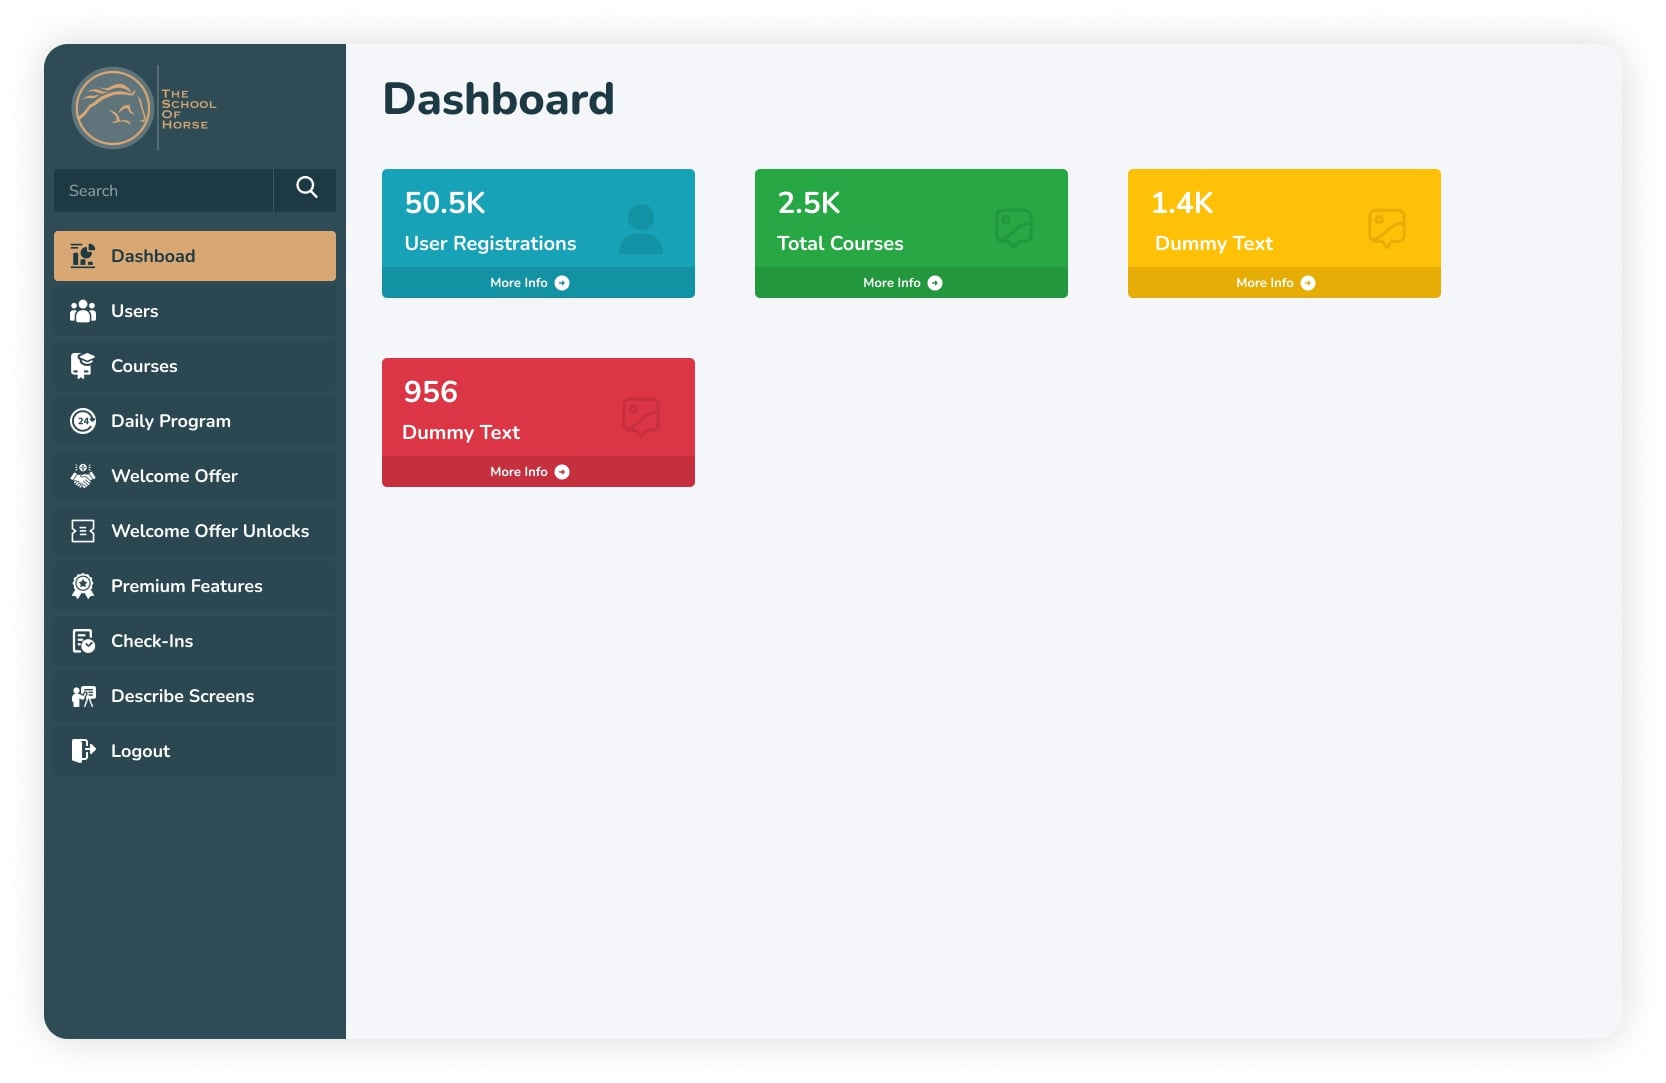 THE
SCHOOL
OF
HORSE
Search
Dashboad
Users
Courses
24
Daily Program
Welcome Offer
Welcome Offer Unlocks
Premium Features
Check-Ins
Describe Screens
Logout
Dashboard
50.5K
User Registrations
More Info
2.5K
Total Courses
More Info
1.4K
Dummy Text
More Info
956
Dummy Text
More Info